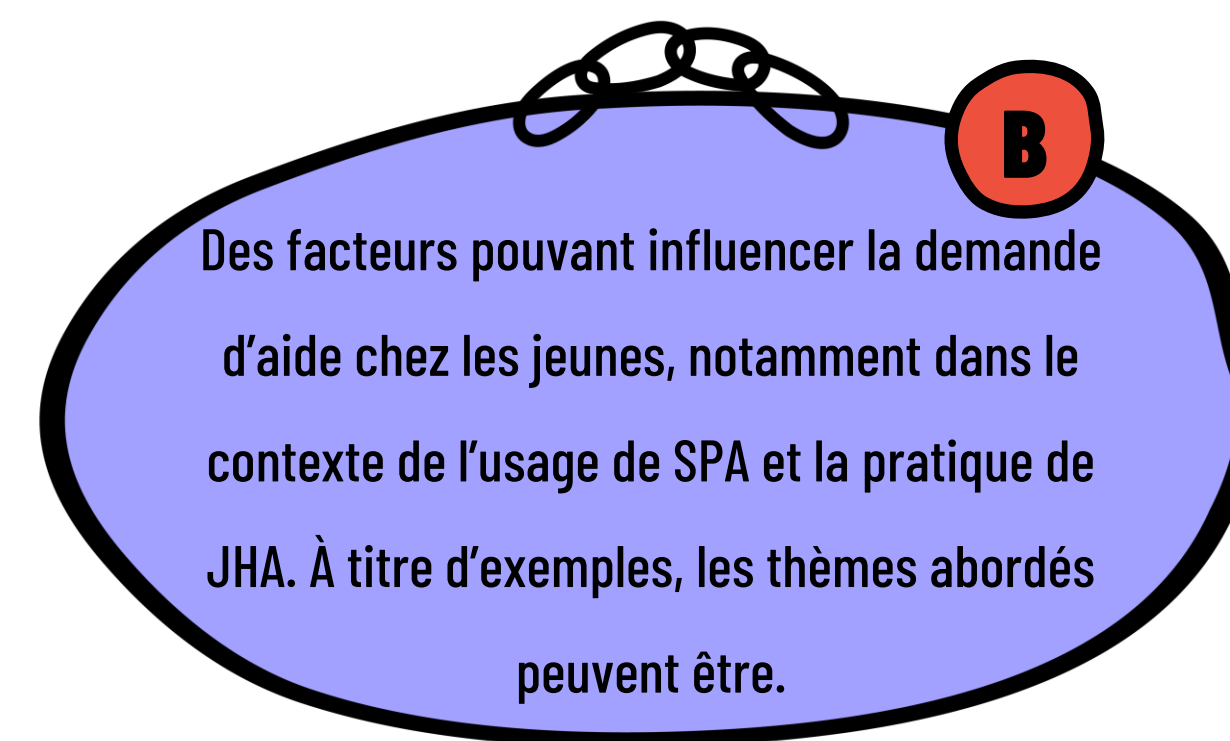 B
Des facteurs pouvant influencer la demande
d’aide chez les jeunes, notamment dans le
contexte de l’usage de SPA et la pratique de
JHA. À titre d’exemples, les thèmes abordés
peuvent être.